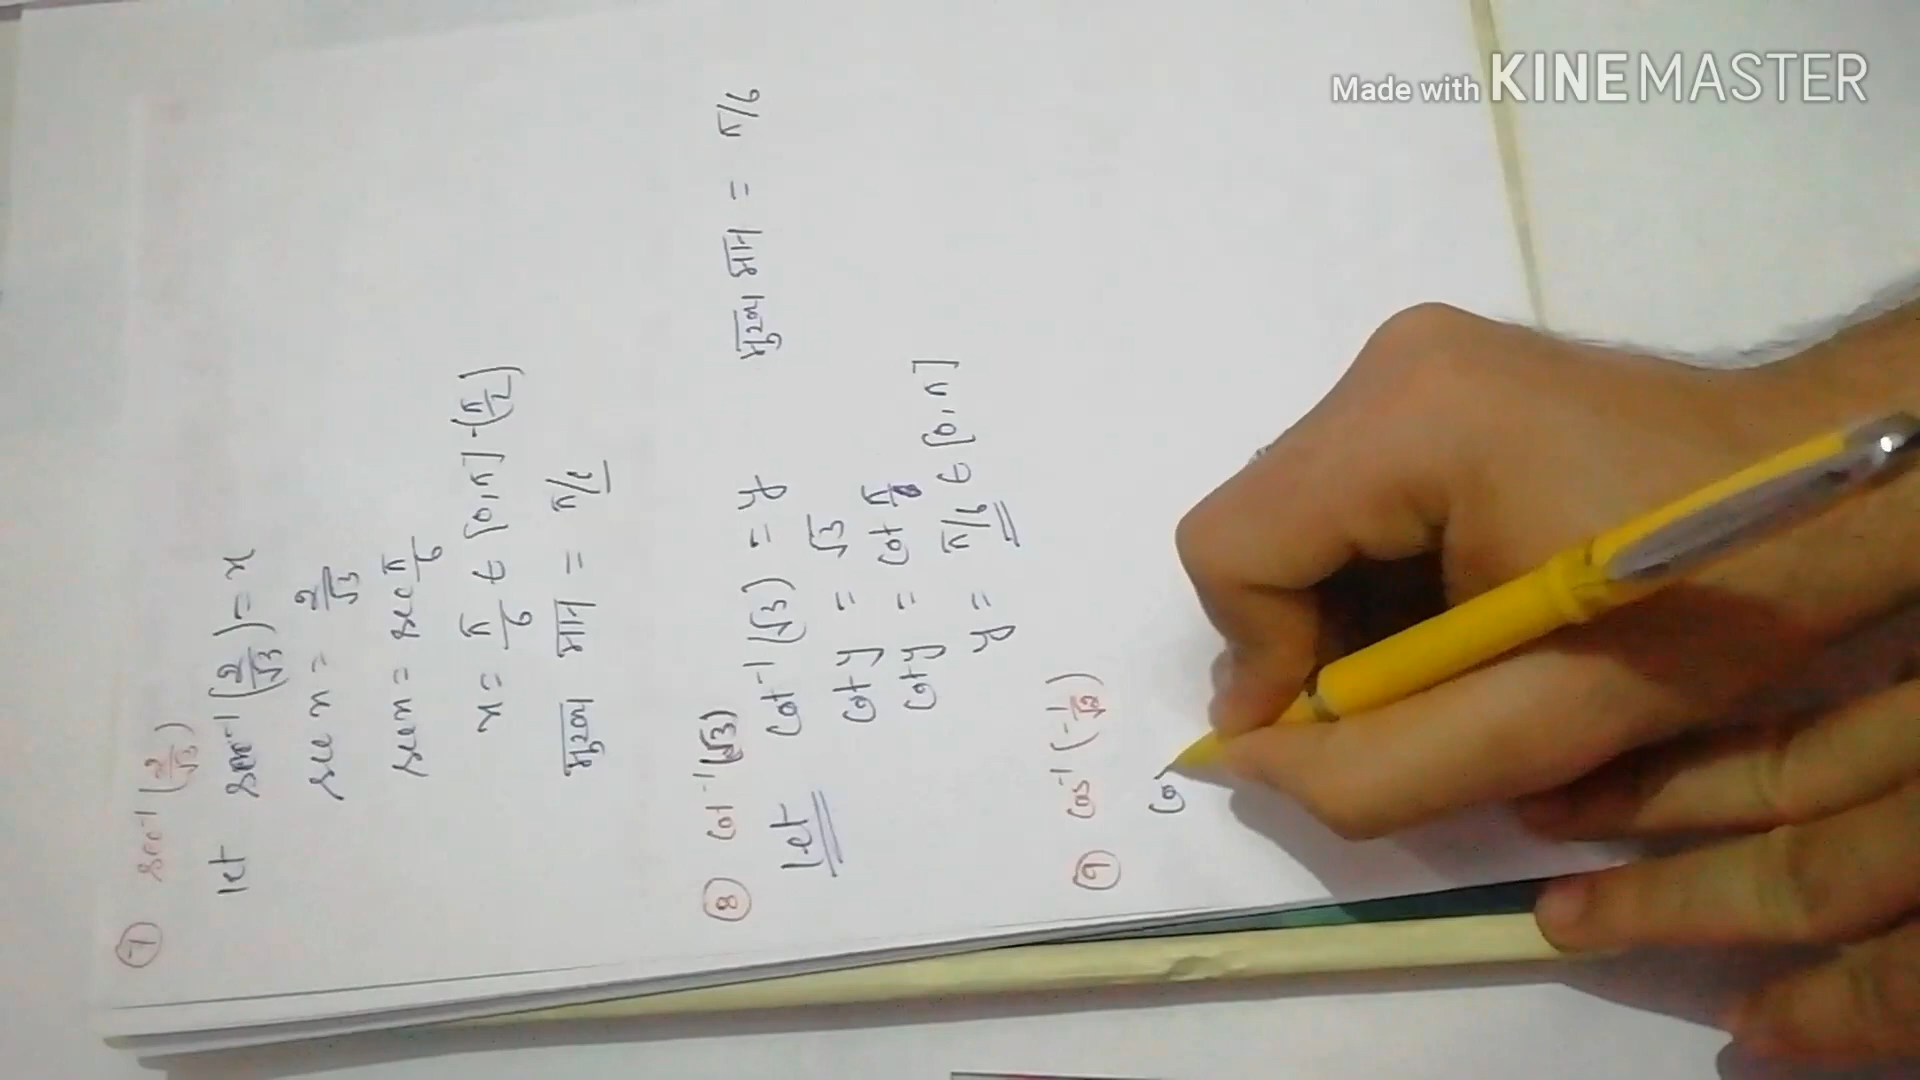 Made with KINEMASTER
⑦ sec⁻¹(2/√3)
let sec⁻¹(2/√3) = x
sec x = 2/√3
sec x = sec π/6
x = π/6 ∈ [0, π] - (π/2)
मुख्य मान = π/6
⑧ cot⁻¹(√3)
let cot⁻¹(√3) = y
cot y = √3
cot y = cot π/6
y = π/6 ∈ [0, π]
मुख्य मान = π/6
⑨ cos⁻¹(-1/√2)
co